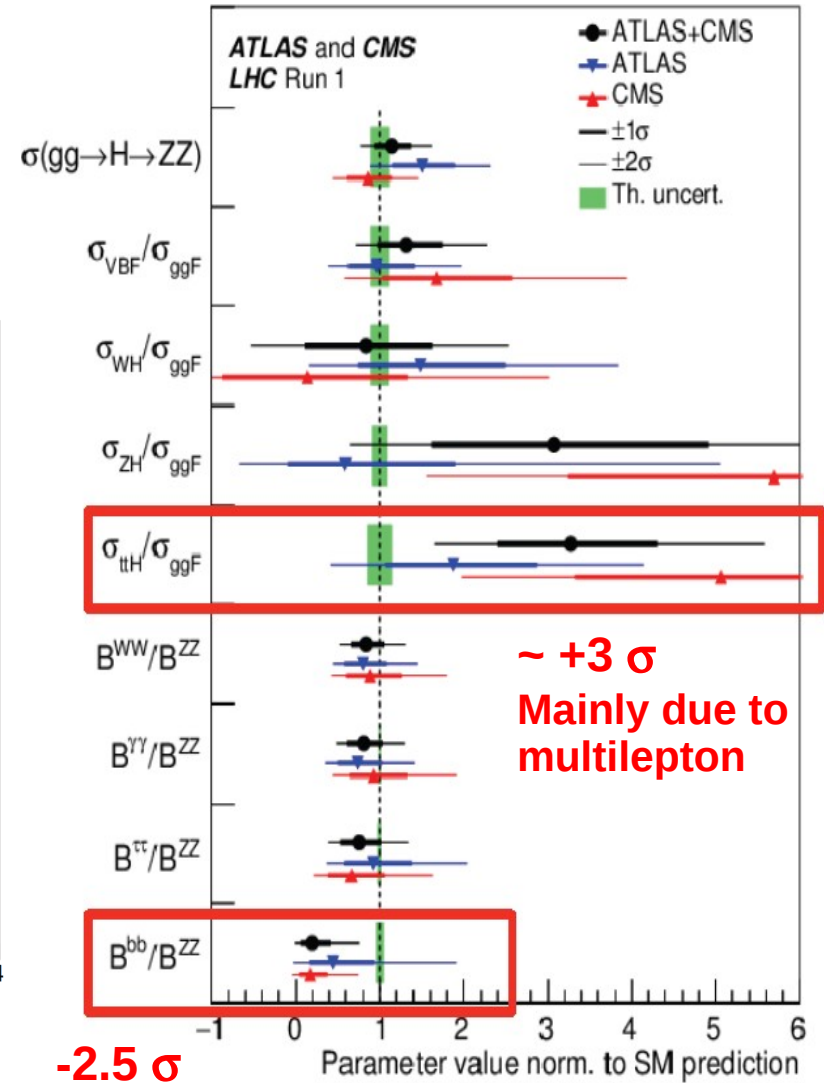 ATLAS and CMS
LHC Run 1
ATLAS+CMS
ATLAS
CMS
±1σ
±2σ
Th. uncert.
σ(gg→H→ZZ)
σVBF/σggF
σWH/σggF
σZH/σggF
σttH/σggF
BWW/BZZ
Bγγ/BZZ
Bττ/BZZ
Bbb/BZZ
~ +3 σ
Mainly due to
multilepton
4
−1 0 1 2 3 4 5 6
-2.5 σ
Parameter value norm. to SM prediction